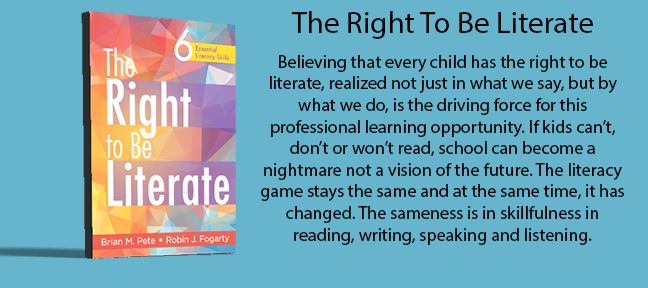 6 Essential
Literacy Skills
The
Right
to Be
Literate
Brian M. Pete • Robin J. Fogarty
The Right To Be Literate
Believing that every child has the right to be
literate, realized not just in what we say, but by
what we do, is the driving force for this
professional learning opportunity. If kids can’t,
don’t or won’t read, school can become a
nightmare not a vision of the future. The literacy
game stays the same and at the same time, it has
changed. The sameness is in skillfulness in
reading, writing, speaking and listening.